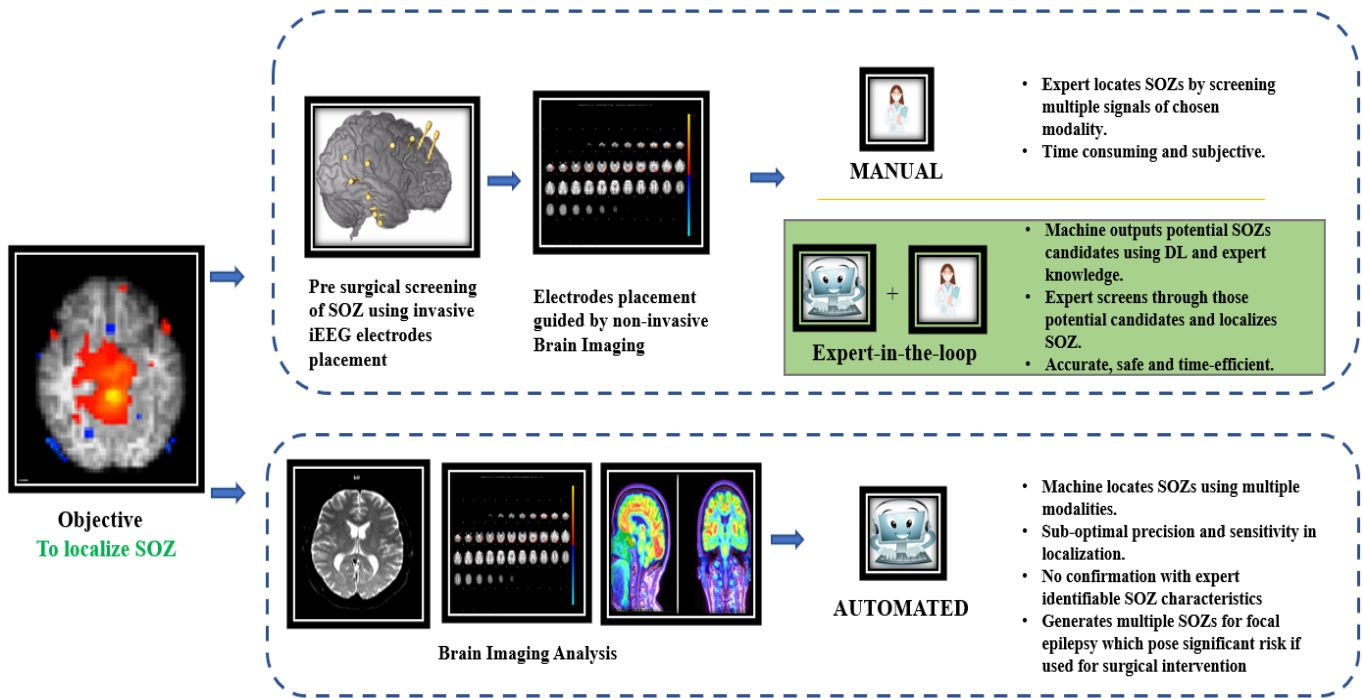 Objective
To localize SOZ
Pre surgical screening
of SOZ using invasive
iEEG electrodes
placement
Electrodes placement
guided by non-invasive
Brain Imaging
MANUAL
• Expert locates SOZs by screening
multiple signals of chosen
modality.
• Time consuming and subjective.
+
Expert-in-the-loop
• Machine outputs potential SOZs
candidates using DL and expert
knowledge.
• Expert screens through those
potential candidates and localizes
SOZ.
• Accurate, safe and time-efficient.
Brain Imaging Analysis
AUTOMATED
• Machine locates SOZs using multiple
modalities.
• Sub-optimal precision and sensitivity in
localization.
• No confirmation with expert
identifiable SOZ characteristics
• Generates multiple SOZs for focal
epilepsy which pose significant risk if
used for surgical intervention